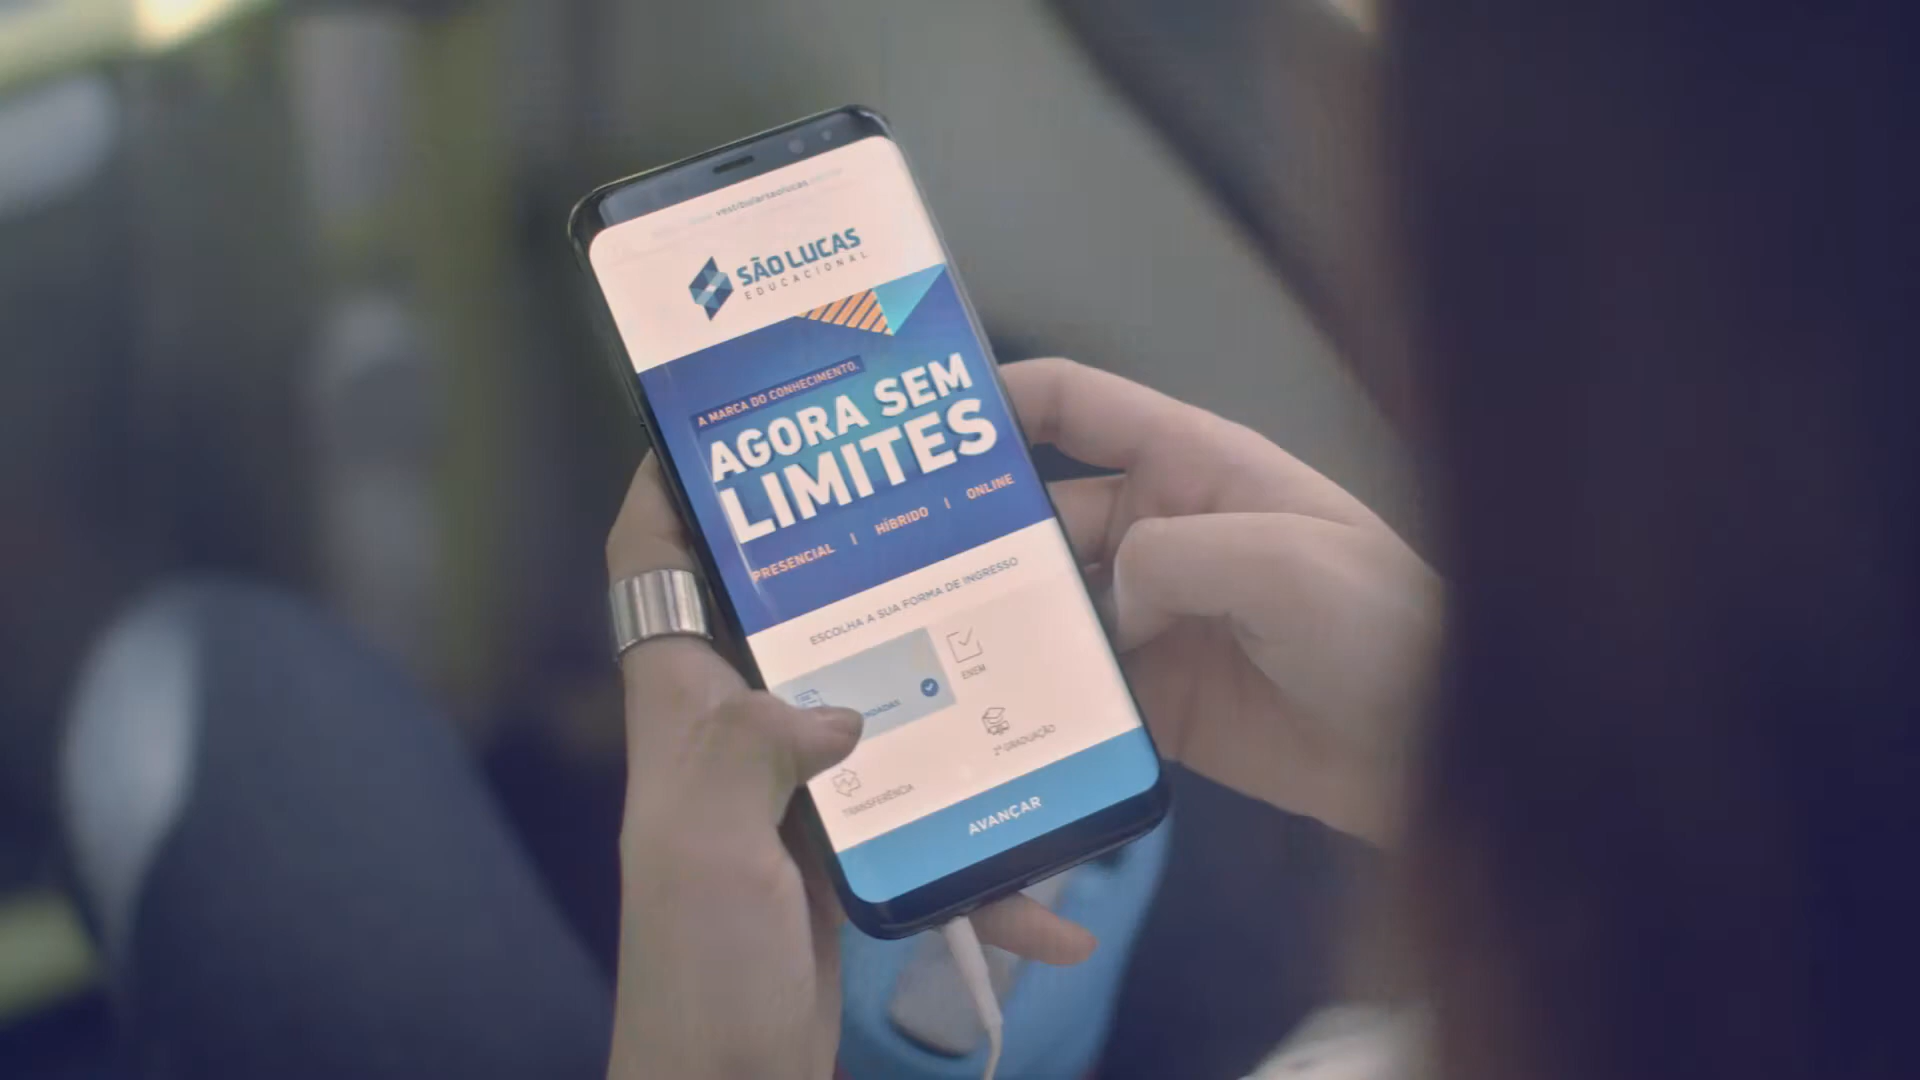 SÃO LUCAS
EDUCACIONAL
A MARCA DO CONHECIMENTO.
AGORA SEM
LIMITES
PRESENCIAL | HÍBRIDO | ONLINE
ESCOLHA A SUA FORMA DE INGRESSO
ENEM
2ª GRADUAÇÃO
TRANSFERÊNCIA
AVANÇAR